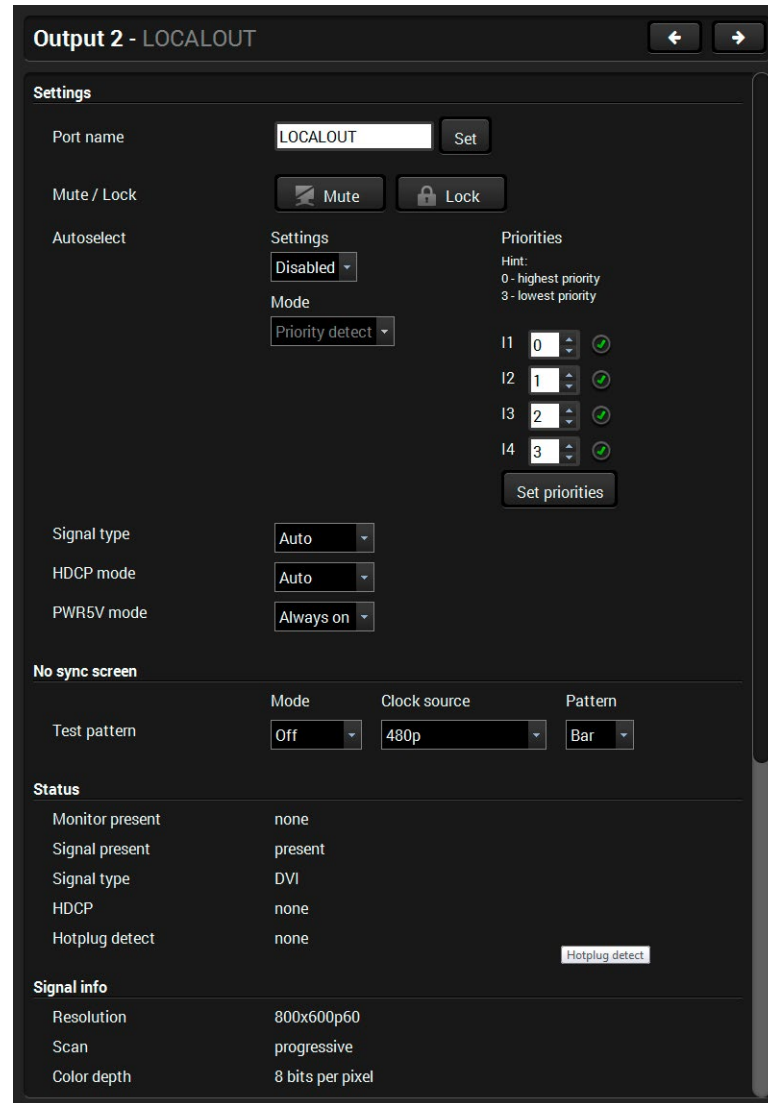 Output 2 - LOCALOUT
Settings
Port name LOCALOUT Set
Mute / Lock Mute Lock
Autoselect Settings Priorities
Disabled
Hint:
0 - highest priority
3 - lowest priority
Mode
Priority detect
I1 0
I2 1
I3 2
I4 3
Set priorities
Signal type Auto
HDCP mode Auto
PWR5V mode Always on
No sync screen
Mode Clock source Pattern
Test pattern Off 480p Bar
Status
Monitor present none
Signal present present
Signal type DVI
HDCP none
Hotplug detect none
Hotplug detect
Signal info
Resolution 800x600p60
Scan progressive
Color depth 8 bits per pixel